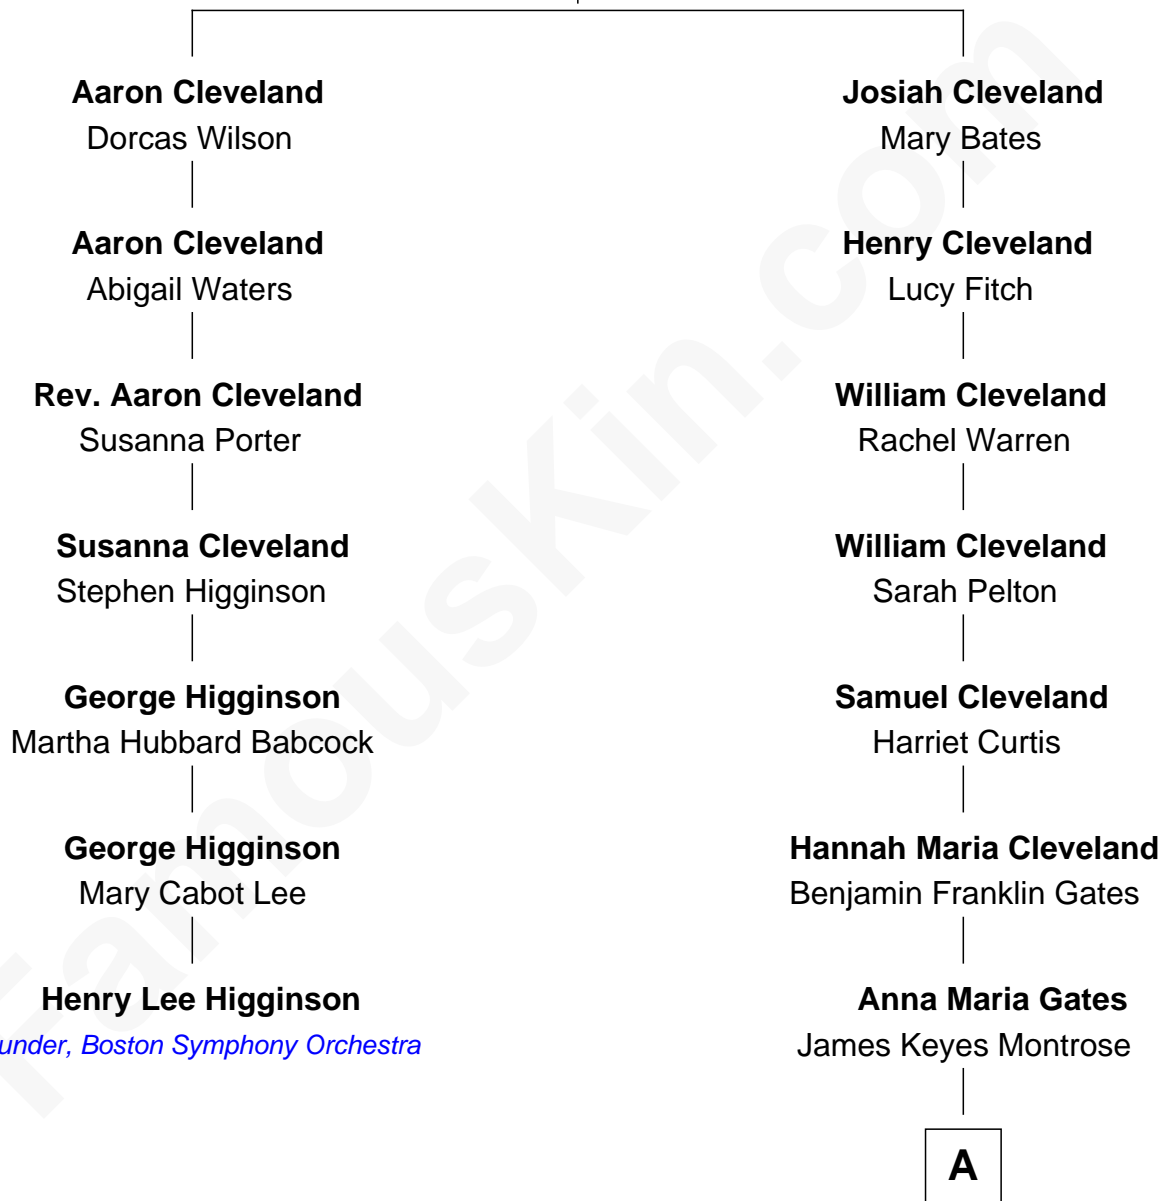 Aaron Cleveland
Dorcas Wilson
Aaron Cleveland
Abigail Waters
Rev. Aaron Cleveland
Susanna Porter
Susanna Cleveland
Stephen Higginson
George Higginson
Martha Hubbard Babcock
George Higginson
Mary Cabot Lee
Henry Lee Higginson
under, Boston Symphony Orchestra
Josiah Cleveland
Mary Bates
Henry Cleveland
Lucy Fitch
William Cleveland
Rachel Warren
William Cleveland
Sarah Pelton
Samuel Cleveland
Harriet Curtis
Hannah Maria Cleveland
Benjamin Franklin Gates
Anna Maria Gates
James Keyes Montrose
A
FamousKin.com